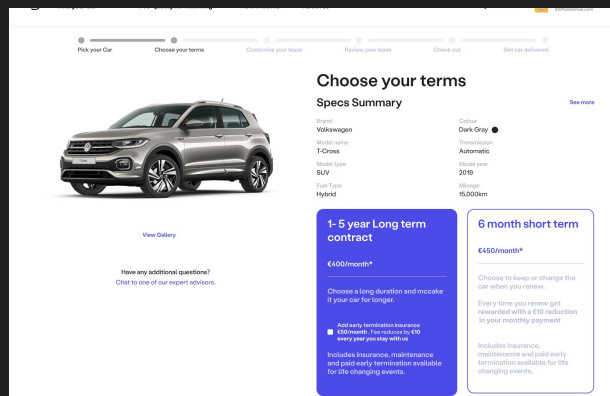 Pick your Car
Choose your terms
Customise your lease
Review your lease
Check out
Get car delivered
Choose your terms
Specs Summary
See more
Brand
Volkswagen
Colour
Dark Gray
Model name
T-Cross
Transmission
Automatic
Model type
SUV
Model year
2019
Fuel Type
Hybrid
Mileage
15,000km
View Gallery
Have any additional questions?
Chat to one of our expert advisors.
1- 5 year Long term
contract
€400/month*
Choose a long duration and mccake
it your car for longer.
Add early termination insurance
€50/month . Fee reduces by €10
every year you stay with us
Includes insurance, maintenance
and paid early termination available
for life changing events.
6 month short term
€450/month*
Choose to keep or change the
car when you renew .
Every time you renew get
rewarded with a €10 reduction
in your monthly payment
Includes insurance,
maintenance and paid early
termination available for life
changing events.